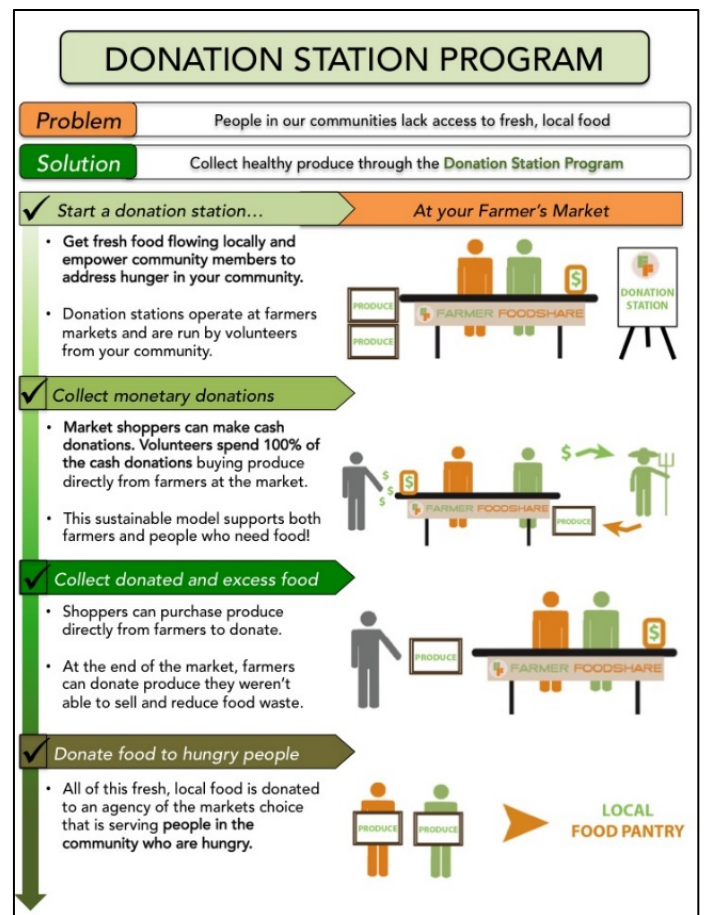 DONATION STATION PROGRAM
Problem
People in our communities lack access to fresh, local food
Solution
Collect healthy produce through the Donation Station Program
Start a donation station…
At your Farmer's Market
• Get fresh food flowing locally and
empower community members to
address hunger in your community.
• Donation stations operate at farmers
markets and are run by volunteers
from your community.
$
PRODUCE
PRODUCE
FARMER FOODSHARE
DONATION
STATION
Collect monetary donations
• Market shoppers can make cash
donations. Volunteers spend 100% of
the cash donations buying produce
directly from farmers at the market.
• This sustainable model supports both
farmers and people who need food!
$
$
$
$
$
FARMER FOODSHARE
PRODUCE
Collect donated and excess food
• Shoppers can purchase produce
directly from farmers to donate.
• At the end of the market, farmers
can donate produce they weren't
able to sell and reduce food waste.
PRODUCE
$
FARMER FOODSHARE
Donate food to hungry people
• All of this fresh, local food is donated
to an agency of the markets choice
that is serving people in the
community who are hungry.
PRODUCE
PRODUCE
LOCAL
FOOD PANTRY